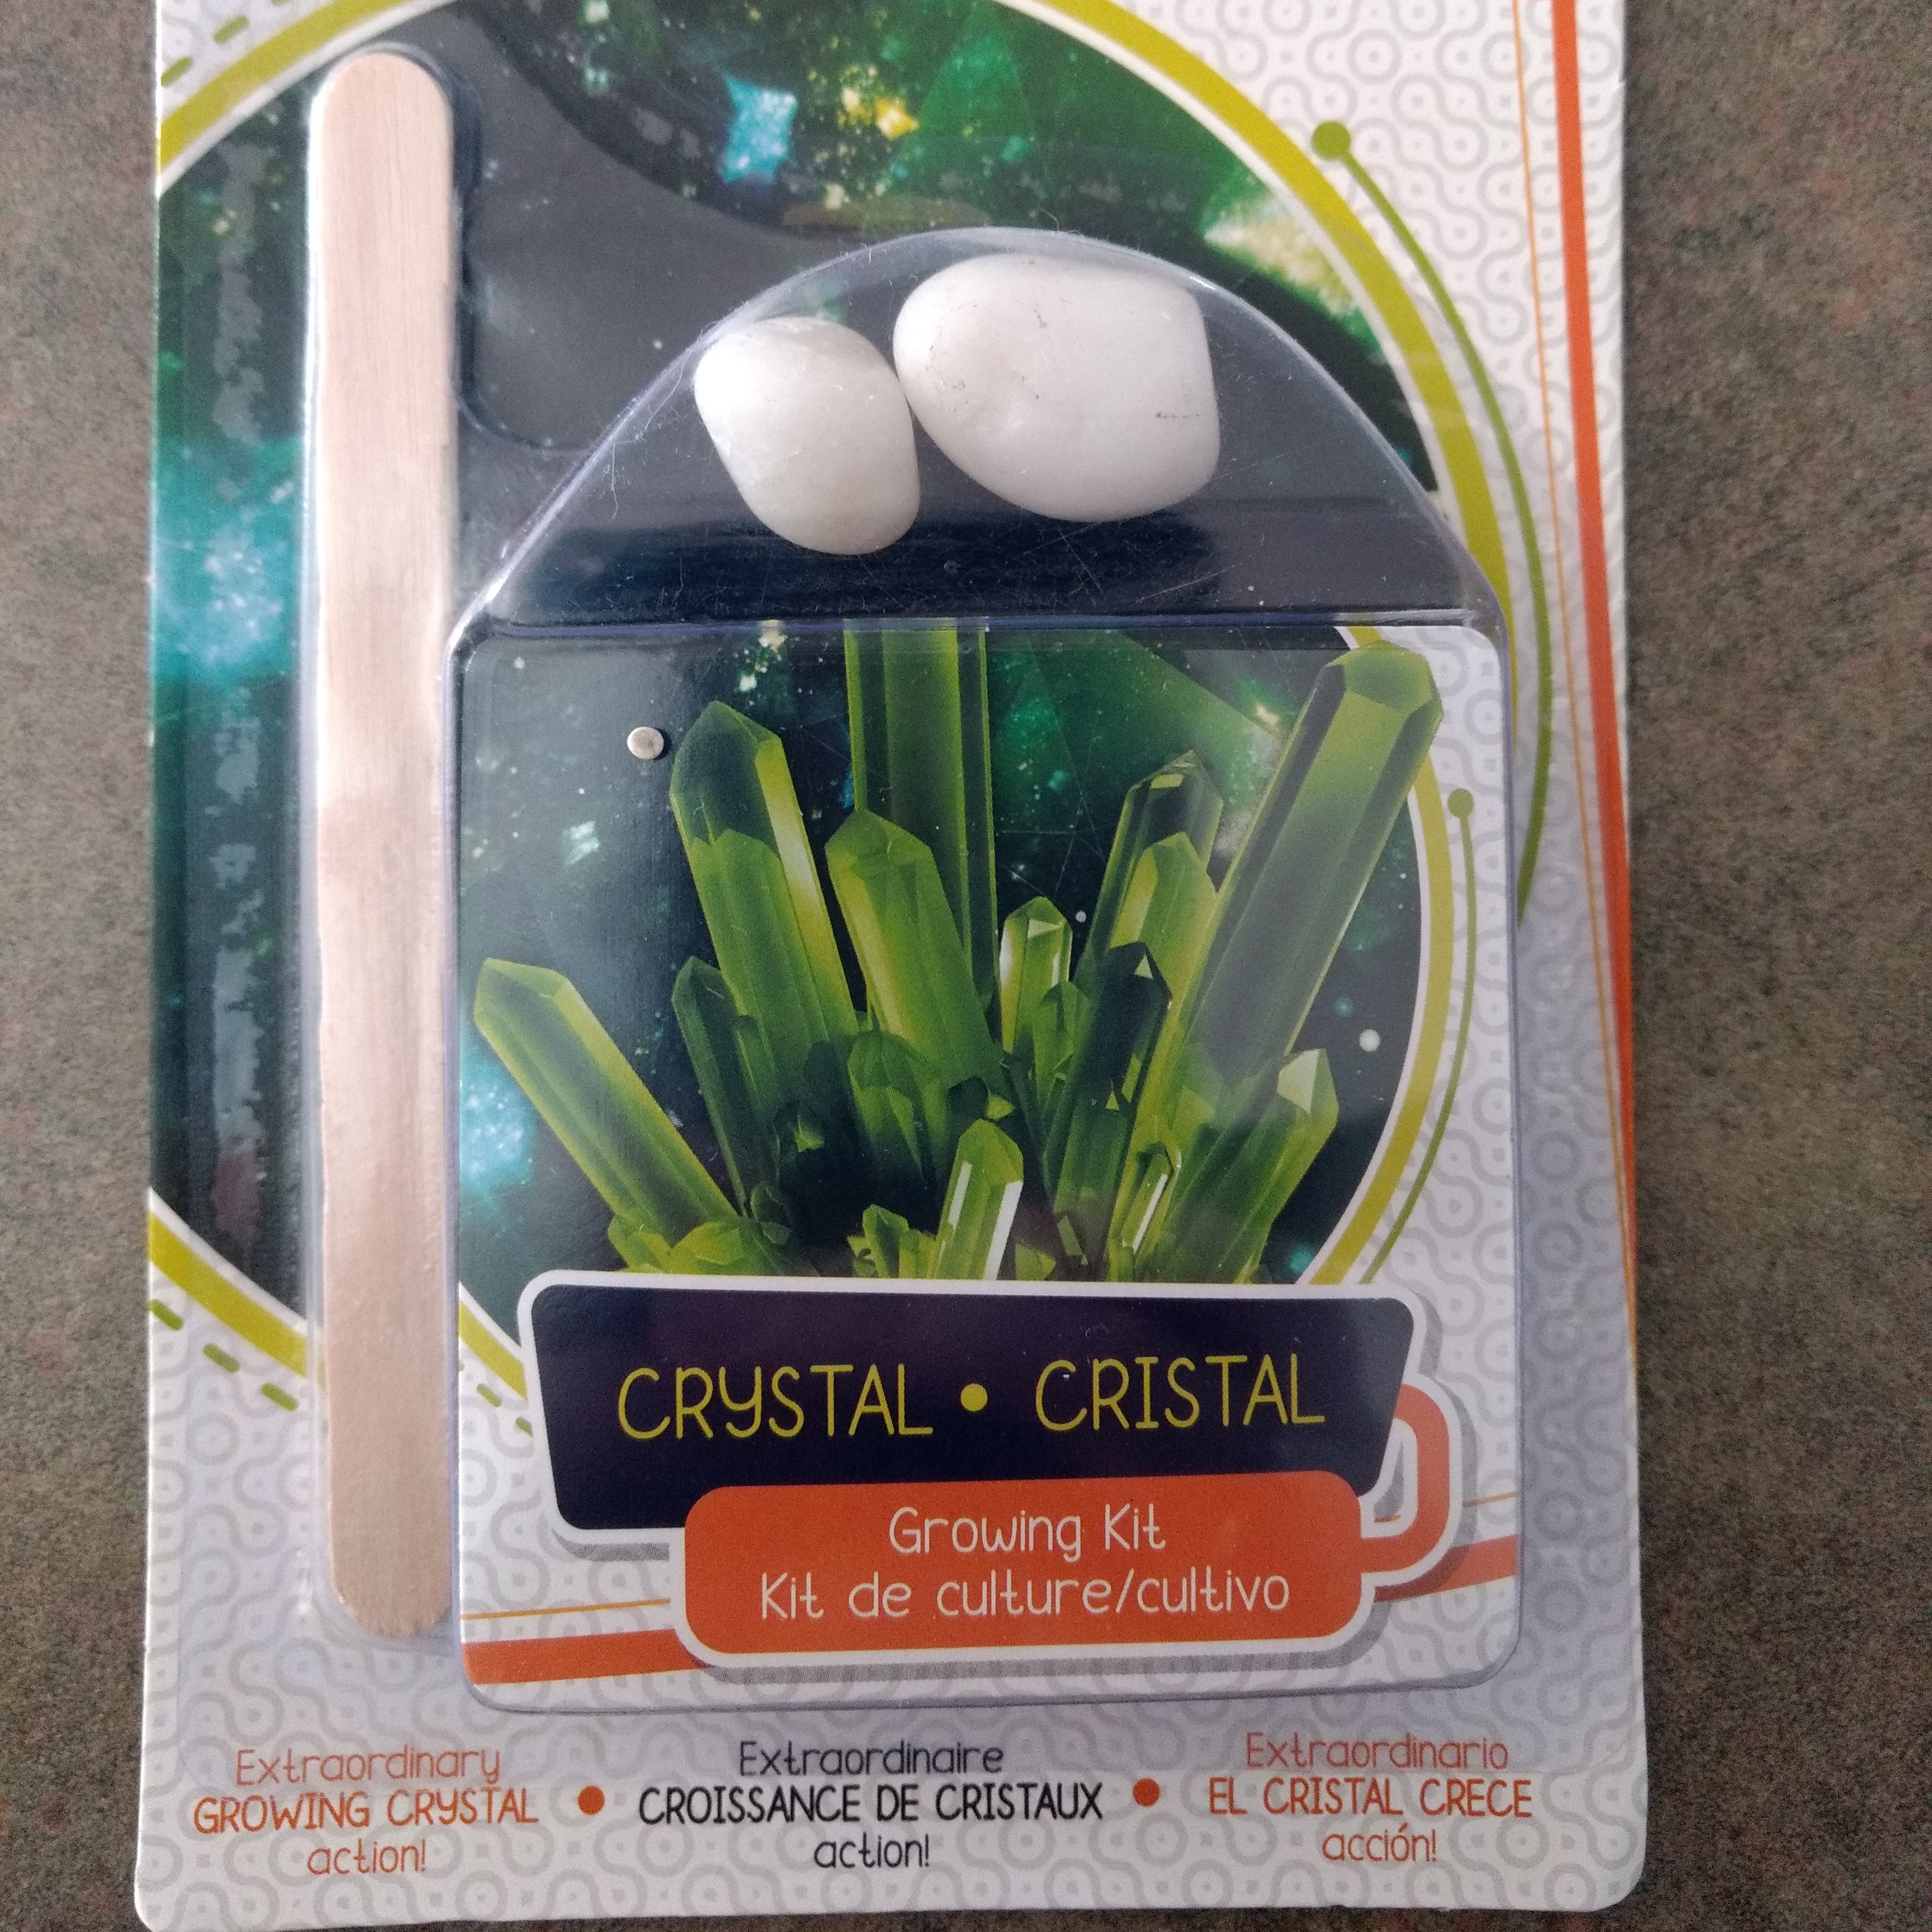 CRYSTAL • CRISTAL
Growing Kit
Kit de culture/cultivo
Extraordinary
GROWING CRYSTAL
action!
•
Extraordinaire
CROISSANCE DE CRISTAUX
action!
•
Extraordinario
EL CRISTAL CRECE
acción!